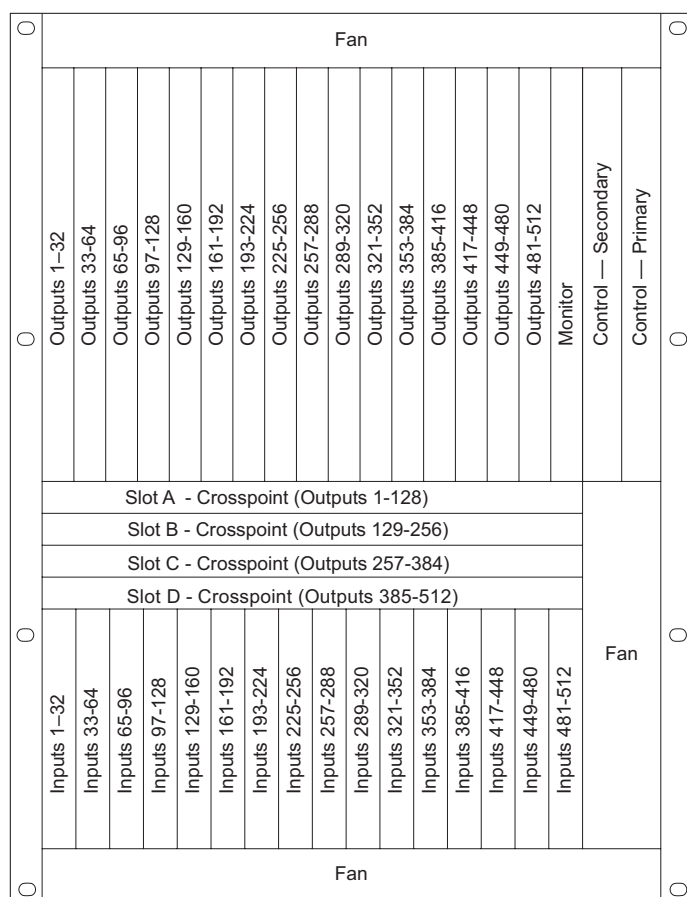 Fan
Outputs 1–32
Outputs 33-64
Outputs 65-96
Outputs 97-128
Outputs 129-160
Outputs 161-192
Outputs 193-224
Outputs 225-256
Outputs 257-288
Outputs 289-320
Outputs 321-352
Outputs 353-384
Outputs 385-416
Outputs 417-448
Outputs 449-480
Outputs 481-512
Monitor
Control — Secondary
Control — Primary
Slot A - Crosspoint (Outputs 1-128)
Slot B - Crosspoint (Outputs 129-256)
Slot C - Crosspoint (Outputs 257-384)
Slot D - Crosspoint (Outputs 385-512)
Inputs 1–32
Inputs 33-64
Inputs 65-96
Inputs 97-128
Inputs 129-160
Inputs 161-192
Inputs 193-224
Inputs 225-256
Inputs 257-288
Inputs 289-320
Inputs 321-352
Inputs 353-384
Inputs 385-416
Inputs 417-448
Inputs 449-480
Inputs 481-512
Fan
Fan